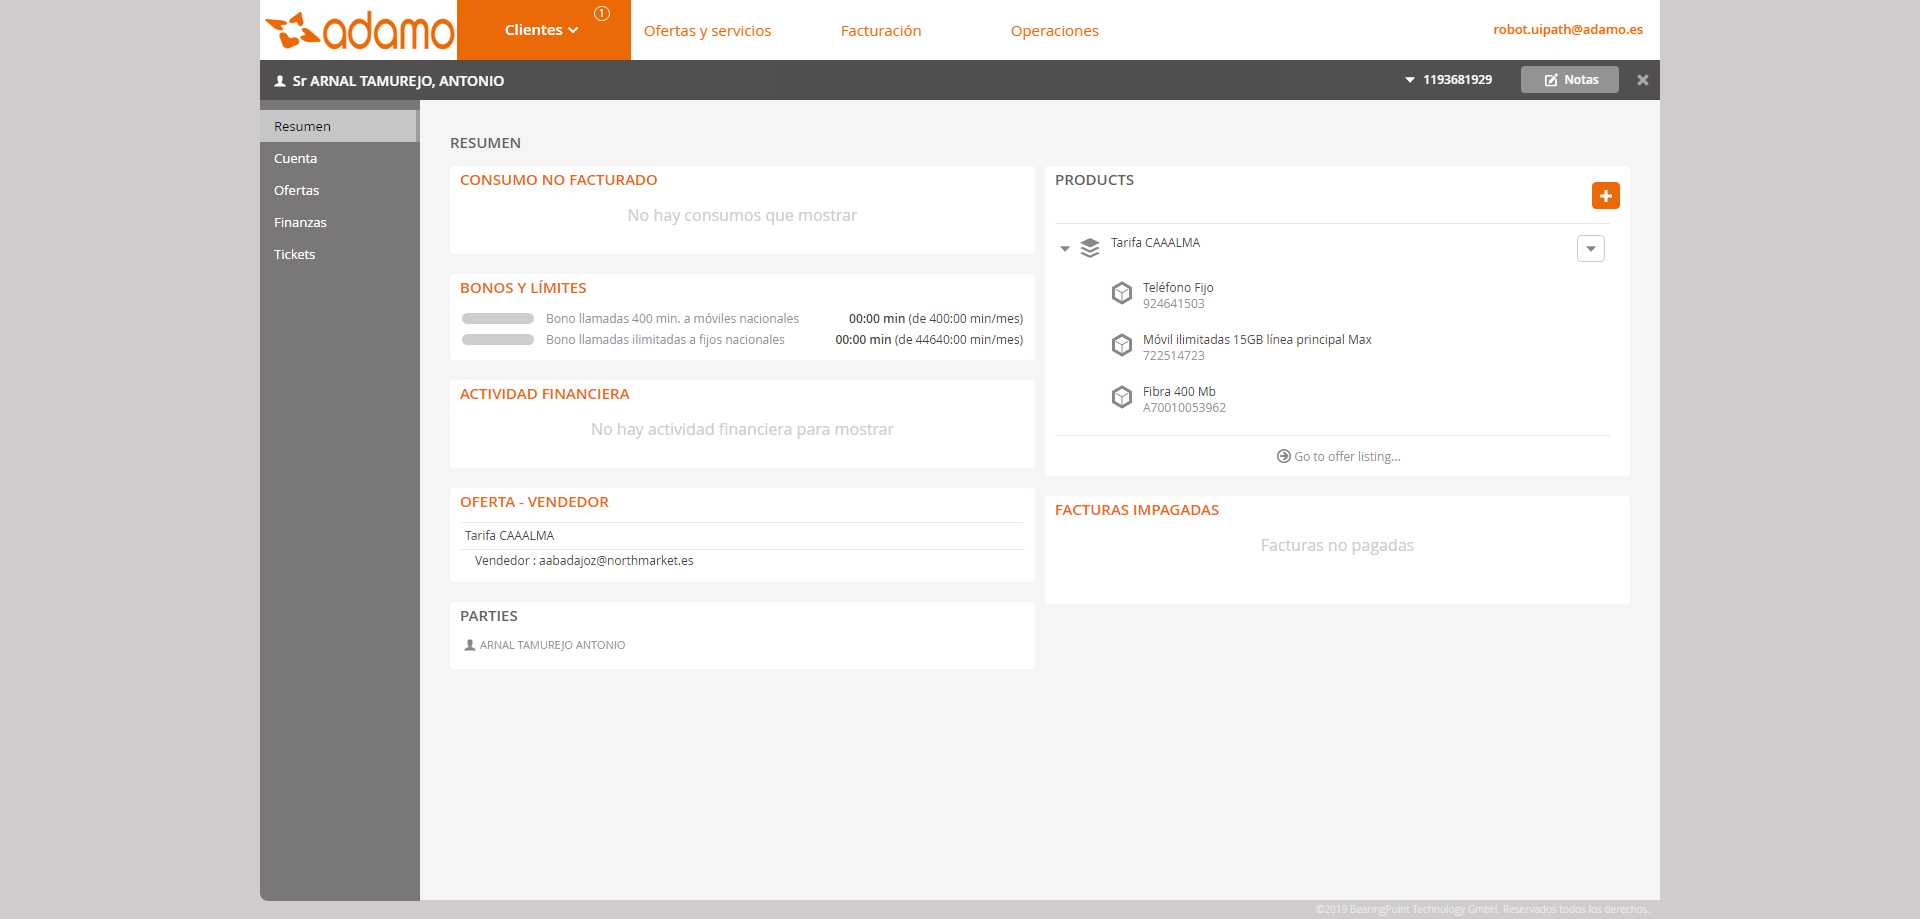 adamo
Clientes
1
Ofertas y servicios
Facturación
Operaciones
robot.uipath@adamo.es
Sr ARNAL TAMUREJO, ANTONIO
1193681929
Notas
Resumen
Cuenta
Ofertas
Finanzas
Tickets
RESUMEN
CONSUMO NO FACTURADO
No hay consumos que mostrar
BONOS Y LÍMITES
Bono llamadas 400 min. a móviles nacionales 00:00 min (de 400:00 min/mes)
Bono llamadas ilimitadas a fijos nacionales 00:00 min (de 44640:00 min/mes)
ACTIVIDAD FINANCIERA
No hay actividad financiera para mostrar
OFERTA - VENDEDOR
Tarifa CAAALMA
Vendedor : aabadajoz@northmarket.es
PARTIES
ARNAL TAMUREJO ANTONIO
PRODUCTS
Tarifa CAAALMA
Teléfono Fijo
924641503
Móvil ilimitadas 15GB línea principal Max
722514723
Fibra 400 Mb
A70010053962
Go to offer listing...
FACTURAS IMPAGADAS
Facturas no pagadas
©2019 BearingPoint Technology GmbH. Reservados todos los derechos.